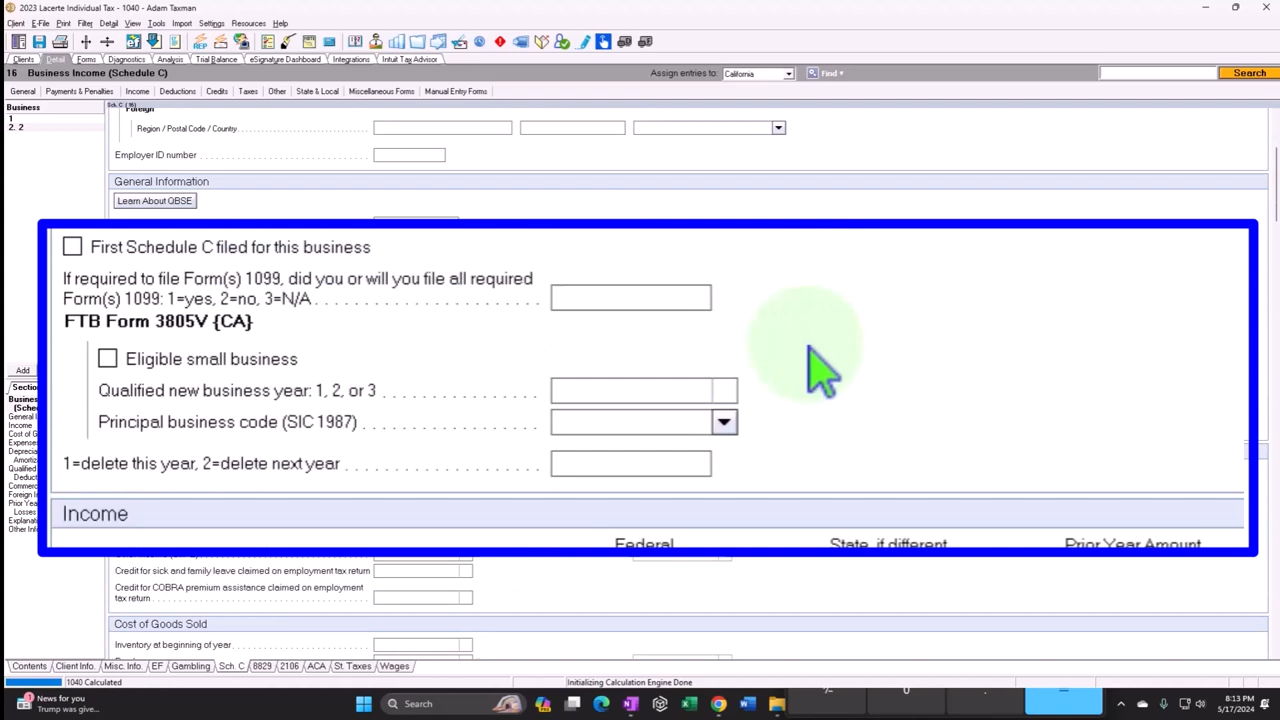 2023 Lacerte Individual Tax - 1040 - Adam Taxman
Client E-File Print Filter Detail View Tools Import Settings Resources Help
Clients Detail Forms Diagnostics Analysis Trial Balance eSignature Dashboard Integrations Intuit Tax Advisor
16 Business Income (Schedule C) Assign entries to: California Find Search
General Payments & Penalties Income Deductions Credits Taxes Other State & Local Miscellaneous Forms Manual Entry Forms
Business
1
2. 2
Sch. C (16)
Foreign
Region / Postal Code / Country
Employer ID number
General Information
Learn About QBSE
First Schedule C filed for this business
If required to file Form(s) 1099, did you or will you file all required
Form(s) 1099: 1=yes, 2=no, 3=N/A
FTB Form 3805V {CA}
Eligible small business
Qualified new business year: 1, 2, or 3
Principal business code (SIC 1987)
1=delete this year, 2=delete next year
Income
Federal State, if different Prior Year Amount
Add
Credit for sick and family leave claimed on employment tax return
Credit for COBRA premium assistance claimed on employment
tax return
Cost of Goods Sold
Inventory at beginning of year
Contents Client Info. Misc. Info. EF Gambling Sch. C 8829 2106 ACA St. Taxes Wages
1040 Calculated Initializing Calculation Engine Done
1
News for you
Trump was give...
Search
8:13 PM
5/17/2024